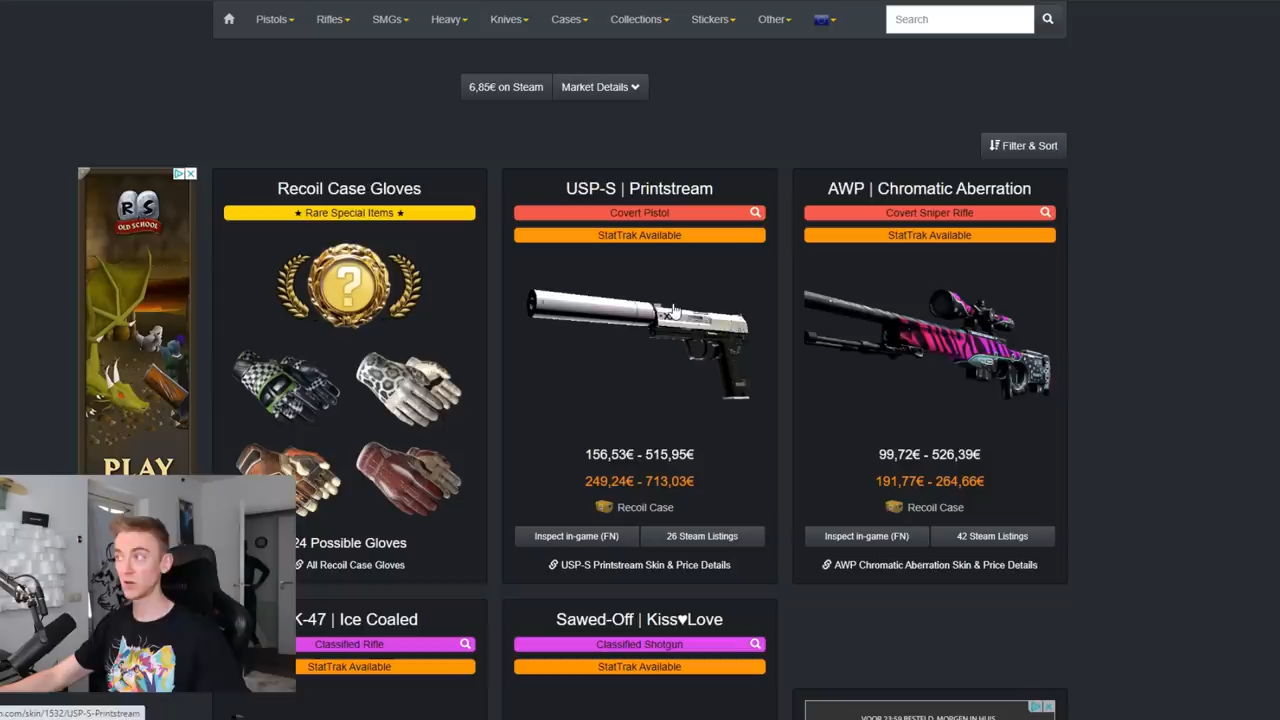 Pistols Rifles SMGs Heavy Knives Cases Collections Stickers Other Search
6,85€ on Steam Market Details
Filter & Sort
Recoil Case Gloves
★ Rare Special Items ★
24 Possible Gloves
All Recoil Case Gloves
USP-S | Printstream
Covert Pistol
StatTrak Available
156,53€ - 515,95€
249,24€ - 713,03€
Recoil Case
Inspect in-game (FN) 26 Steam Listings
USP-S Printstream Skin & Price Details
AWP | Chromatic Aberration
Covert Sniper Rifle
StatTrak Available
99,72€ - 526,39€
191,77€ - 264,66€
Recoil Case
Inspect in-game (FN) 42 Steam Listings
AWP Chromatic Aberration Skin & Price Details
RS
OLD SCHOOL
PLAY
K-47 | Ice Coaled
Classified Rifle
StatTrak Available
Sawed-Off | Kiss♥Love
Classified Shotgun
StatTrak Available
VOOR 23:59 BESTELD, MORGEN IN HUIS
n.com/skin/1532/USP-S-Printstream